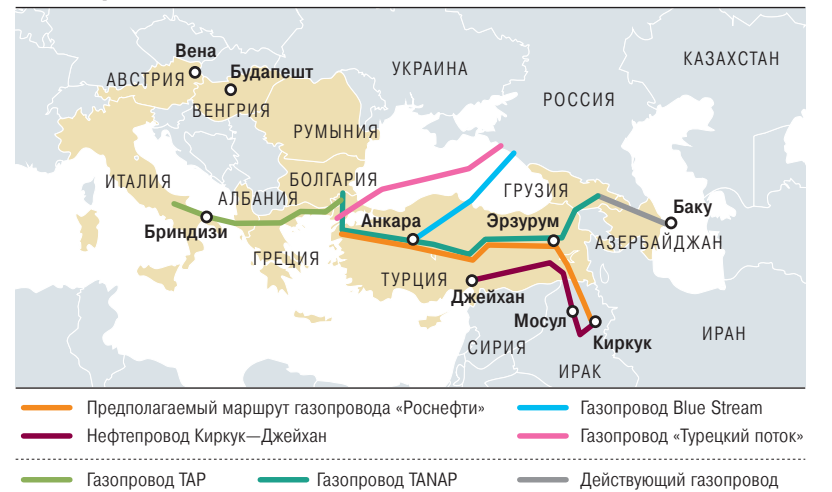 КАЗАХСТАН
Вена
УКРАИНА
АВСТРИЯ
Будапешт
РОССИЯ
ВЕНГРИЯ
РУМЫНИЯ
ИТАЛИЯ
БОЛГАРИЯ
ГРУЗИЯ
АЛБАНИЯ
Баку
Бриндизи
Анкара
Эрзурум
АЗЕРБАЙДЖАН
ГРЕЦИЯ
ТУРЦИЯ
Джейхан
Мосул
ИРАН
Киркук
СИРИЯ
ИРАК
Предполагаемый маршрут газопровода «Роснефти»
Газопровод Blue Stream
Нефтепровод Киркук—Джейхан
Газопровод «Турецкий поток»
Газопровод TAP
Газопровод TANAP
Действующий газопровод